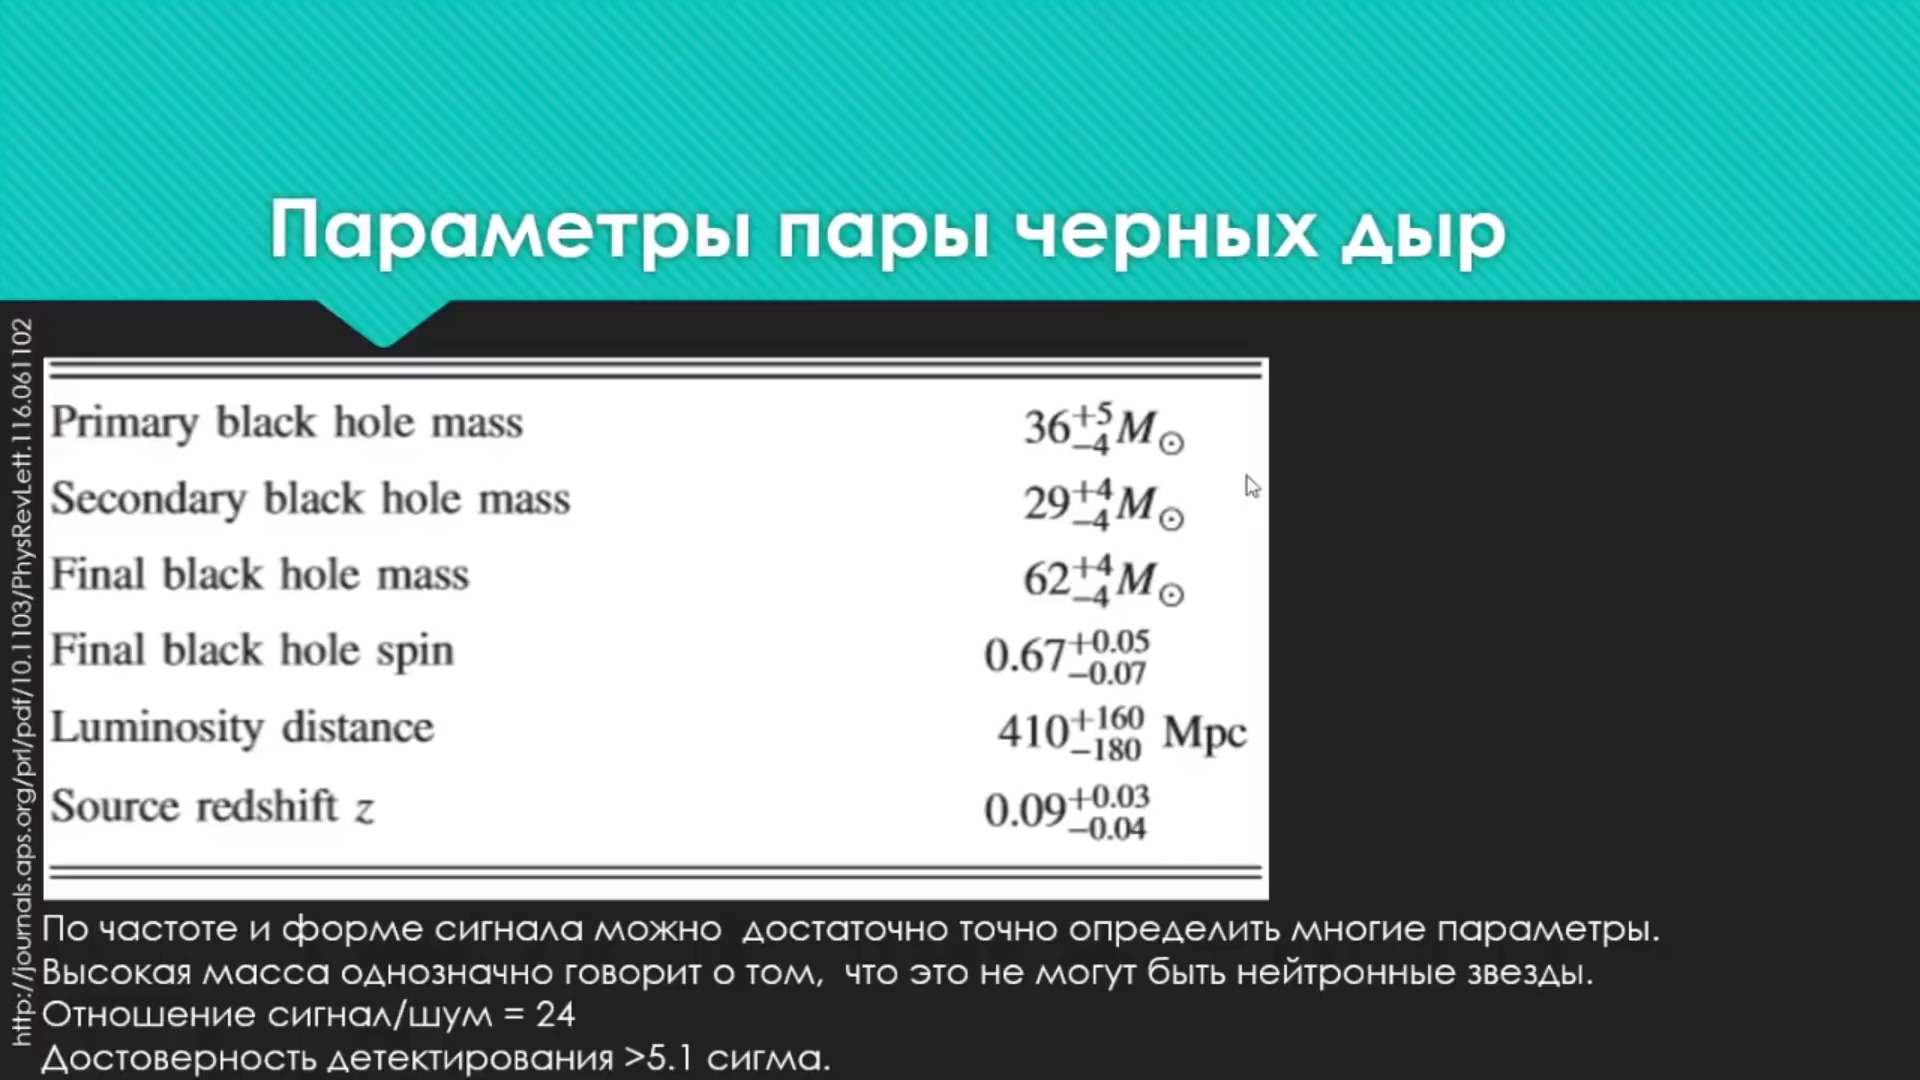 Параметры пары черных дыр
http://journals.aps.org/prl/pdf/10.1103/PhysRevLett.116.061102
Primary black hole mass 36+5−4 M⊙
Secondary black hole mass 29+4−4 M⊙
Final black hole mass 62+4−4 M⊙
Final black hole spin 0.67+0.05−0.07
Luminosity distance 410+160−180 Mpc
Source redshift z 0.09+0.03−0.04
По частоте и форме сигнала можно достаточно точно определить многие параметры.
Высокая масса однозначно говорит о том, что это не могут быть нейтронные звезды.
Отношение сигнал/шум = 24
Достоверность детектирования >5.1 сигма.